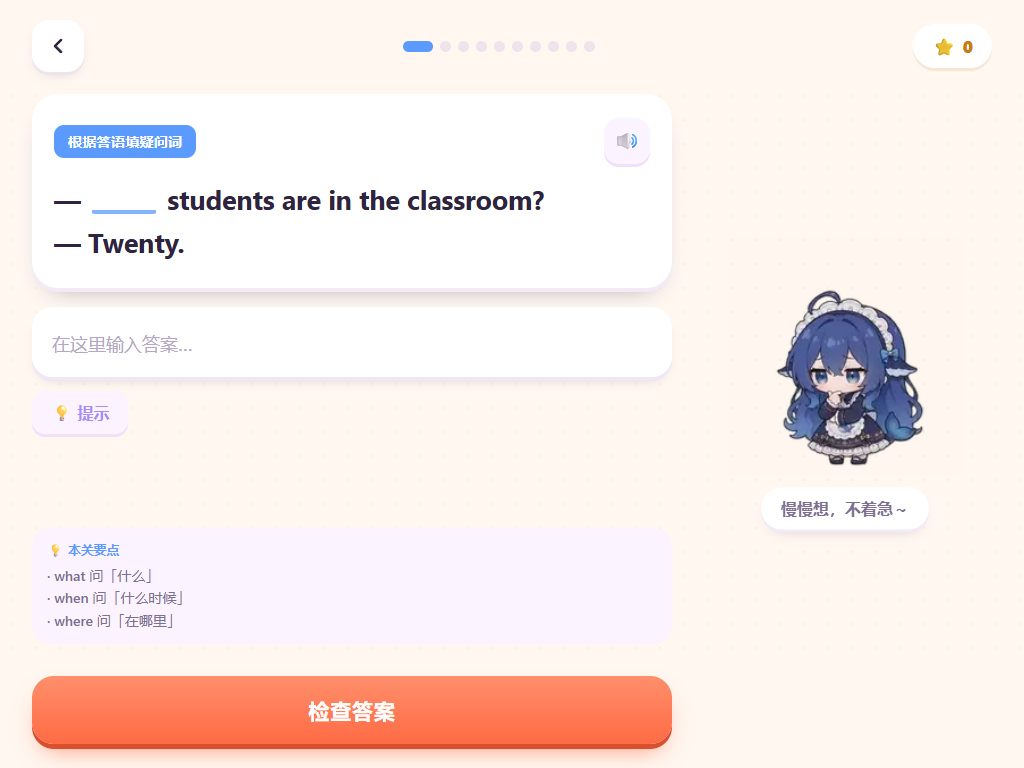 0
根据答语填疑问词
— _____ students are in the classroom?
— Twenty.
在这里输入答案...
提示
慢慢想，不着急~
本关要点
· what 问「什么」
· when 问「什么时候」
· where 问「在哪里」
检查答案